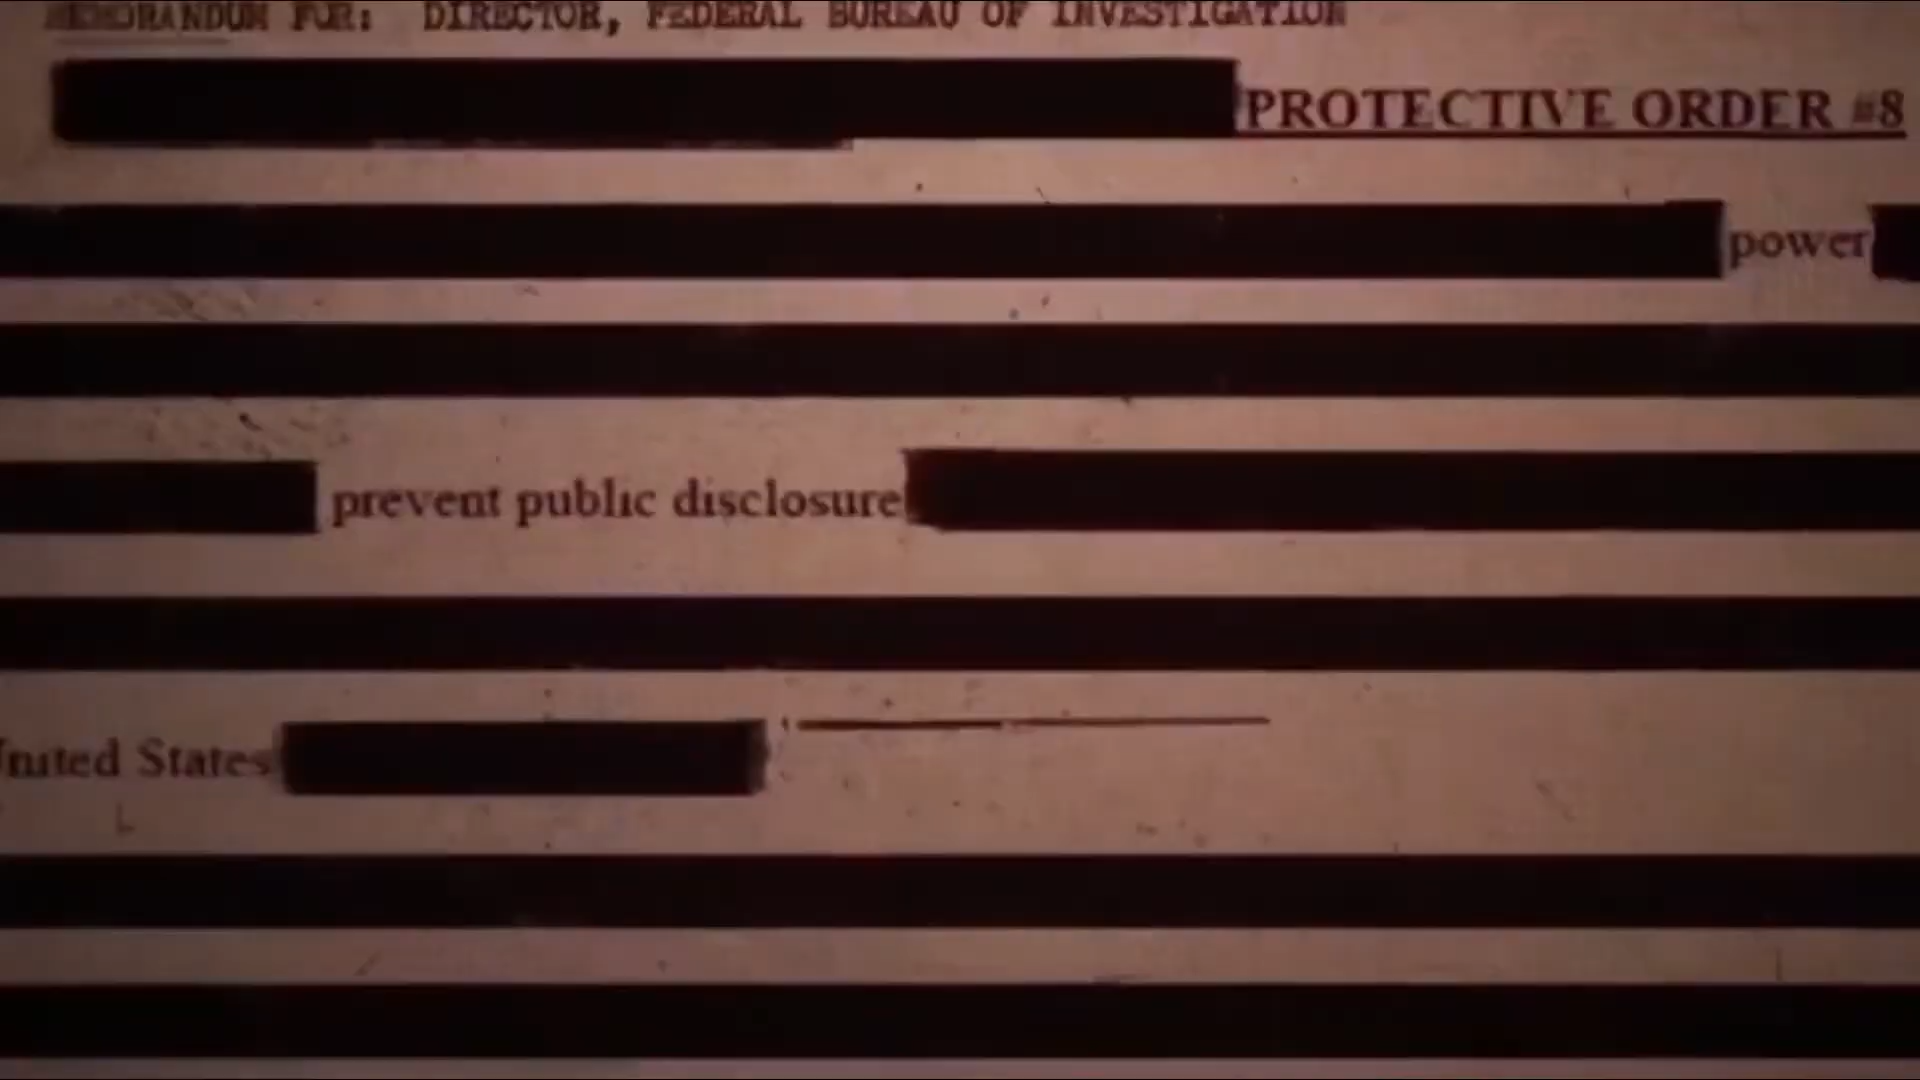 MEMORANDUM FOR: DIRECTOR, FEDERAL BUREAU OF INVESTIGATION
PROTECTIVE ORDER #8
power
prevent public disclosure
United States